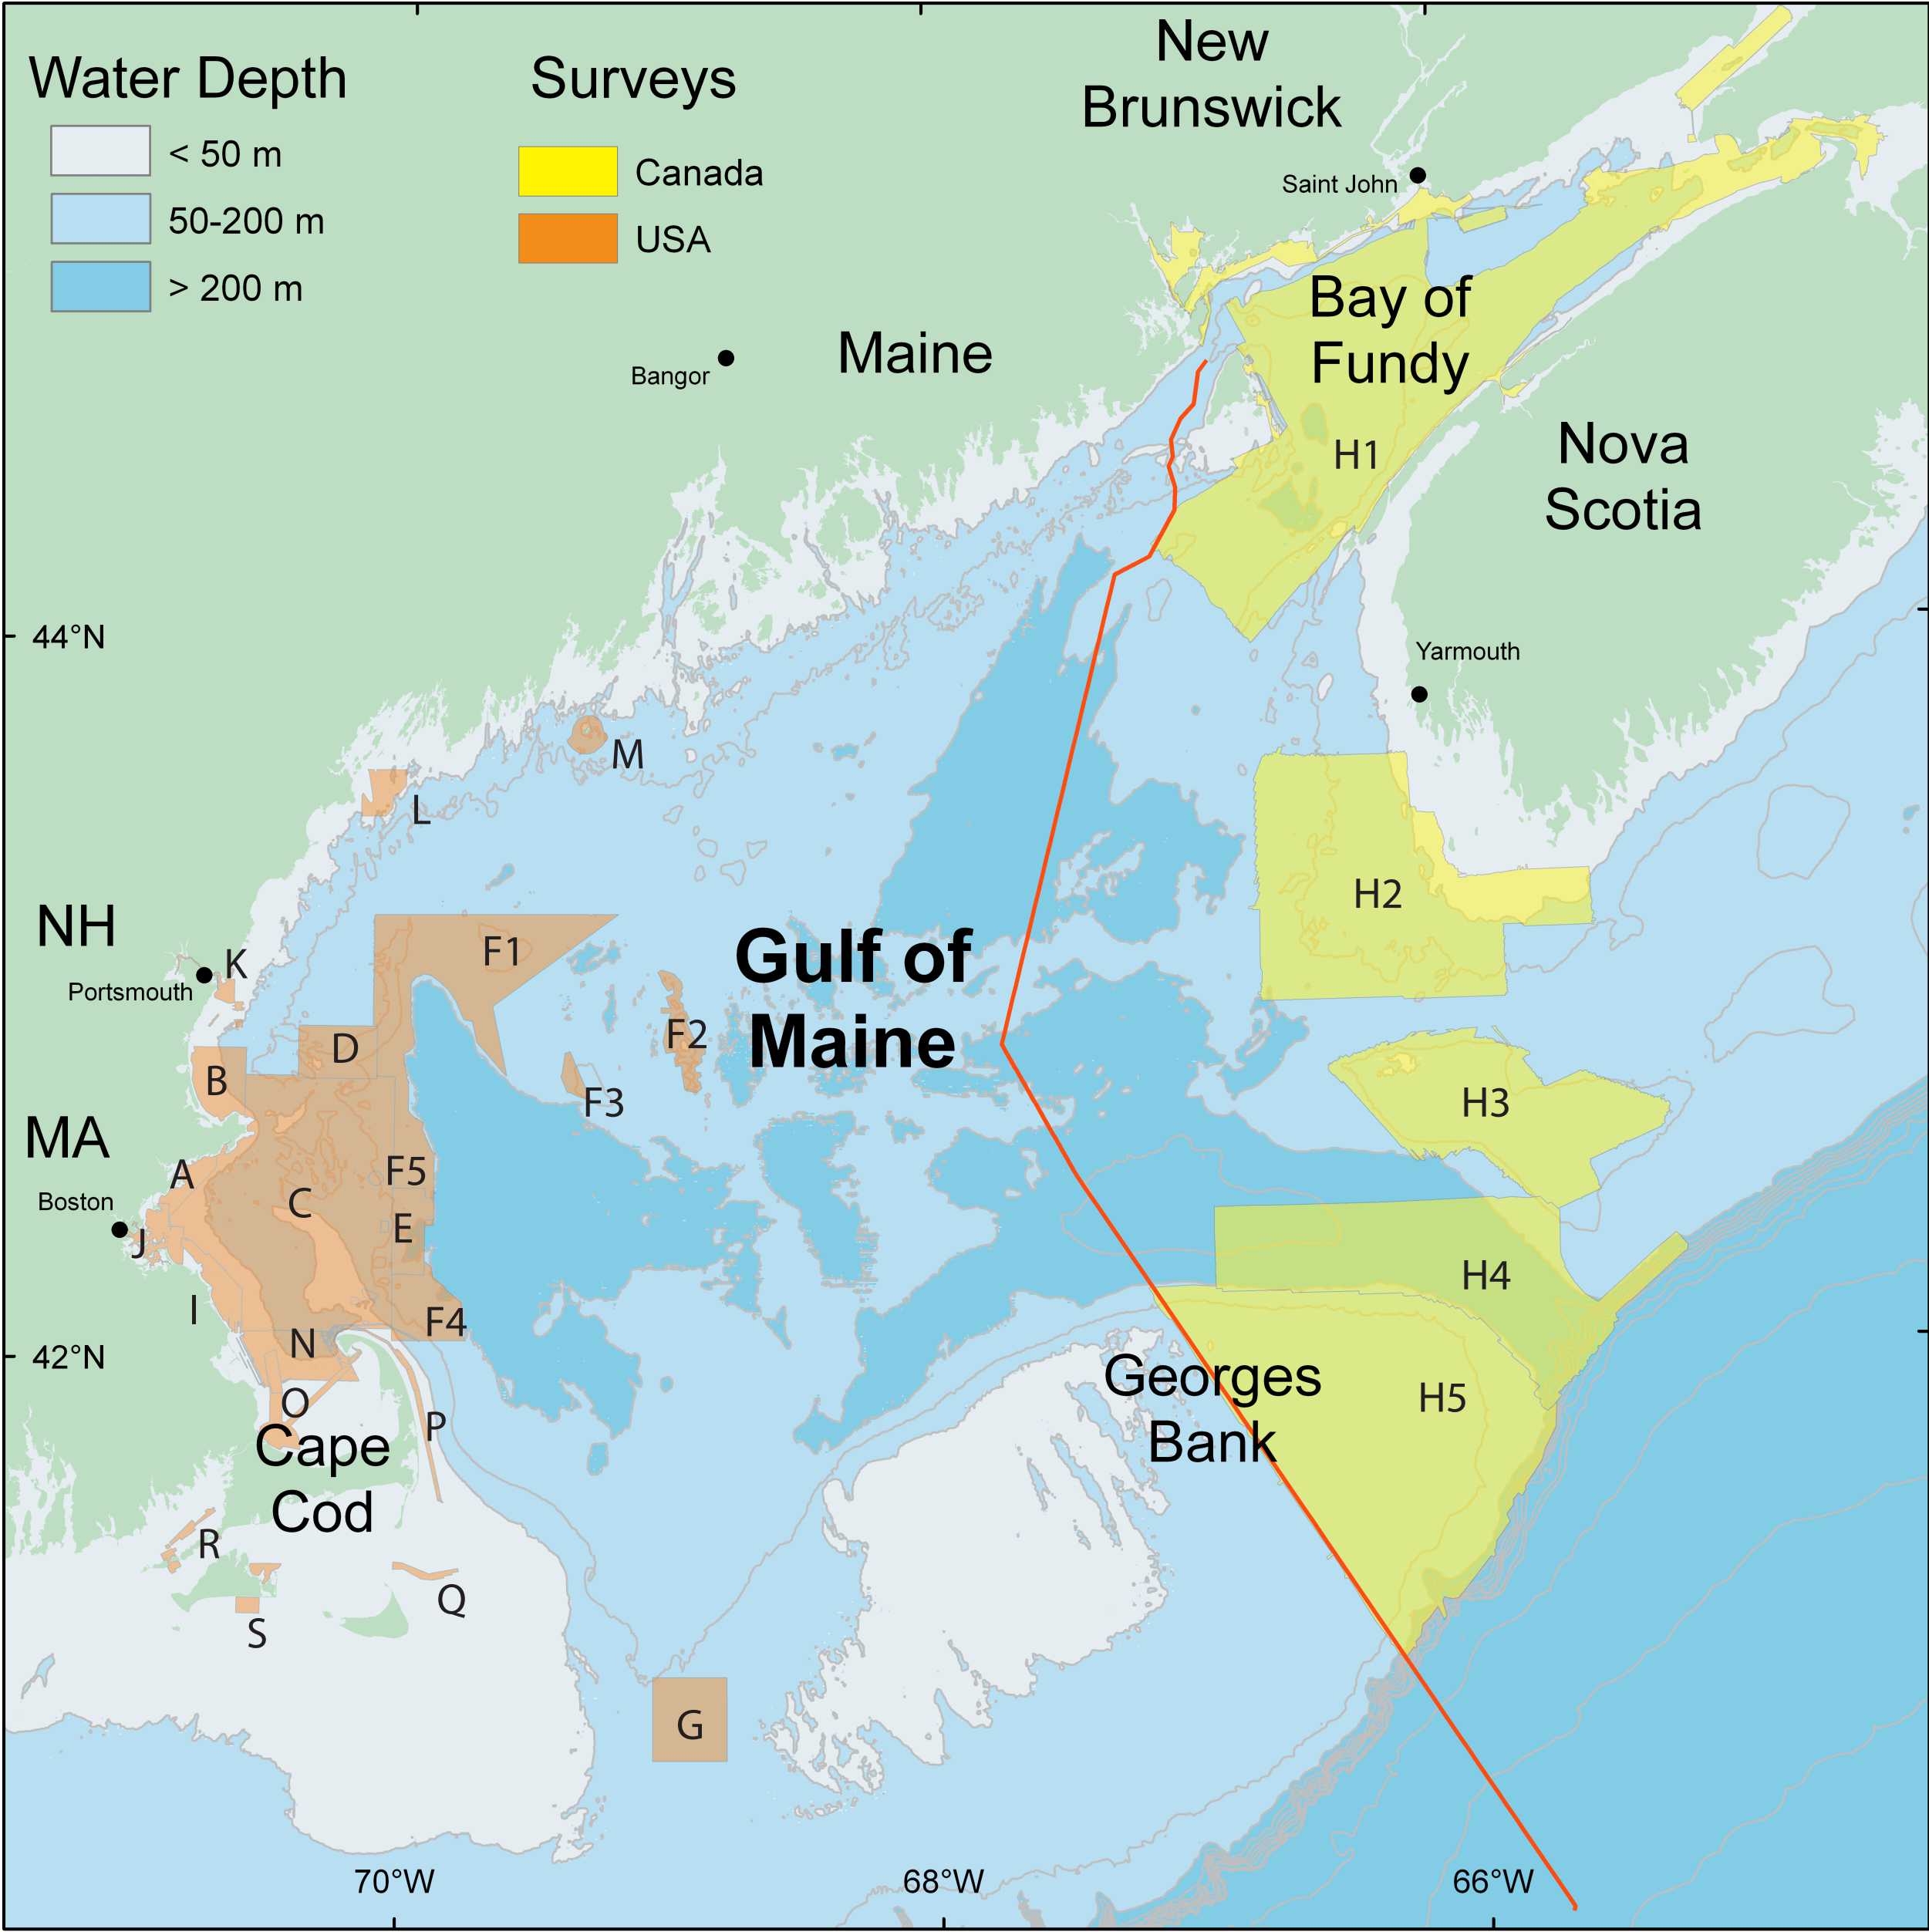 Water Depth
< 50 m
50-200 m
> 200 m
Surveys
Canada
USA
New
Brunswick
Saint John
Bay of
Fundy
Maine
Bangor
H1
Nova
Scotia
44°N
Yarmouth
M
L
H2
NH
K
Portsmouth
F1
Gulf of
Maine
F2
D
B
F3
H3
MA
A
F5
C
Boston
J
E
H4
I
F4
N
42°N
Georges
Bank
H5
O
P
Cape
Cod
R
Q
S
G
70°W
68°W
66°W